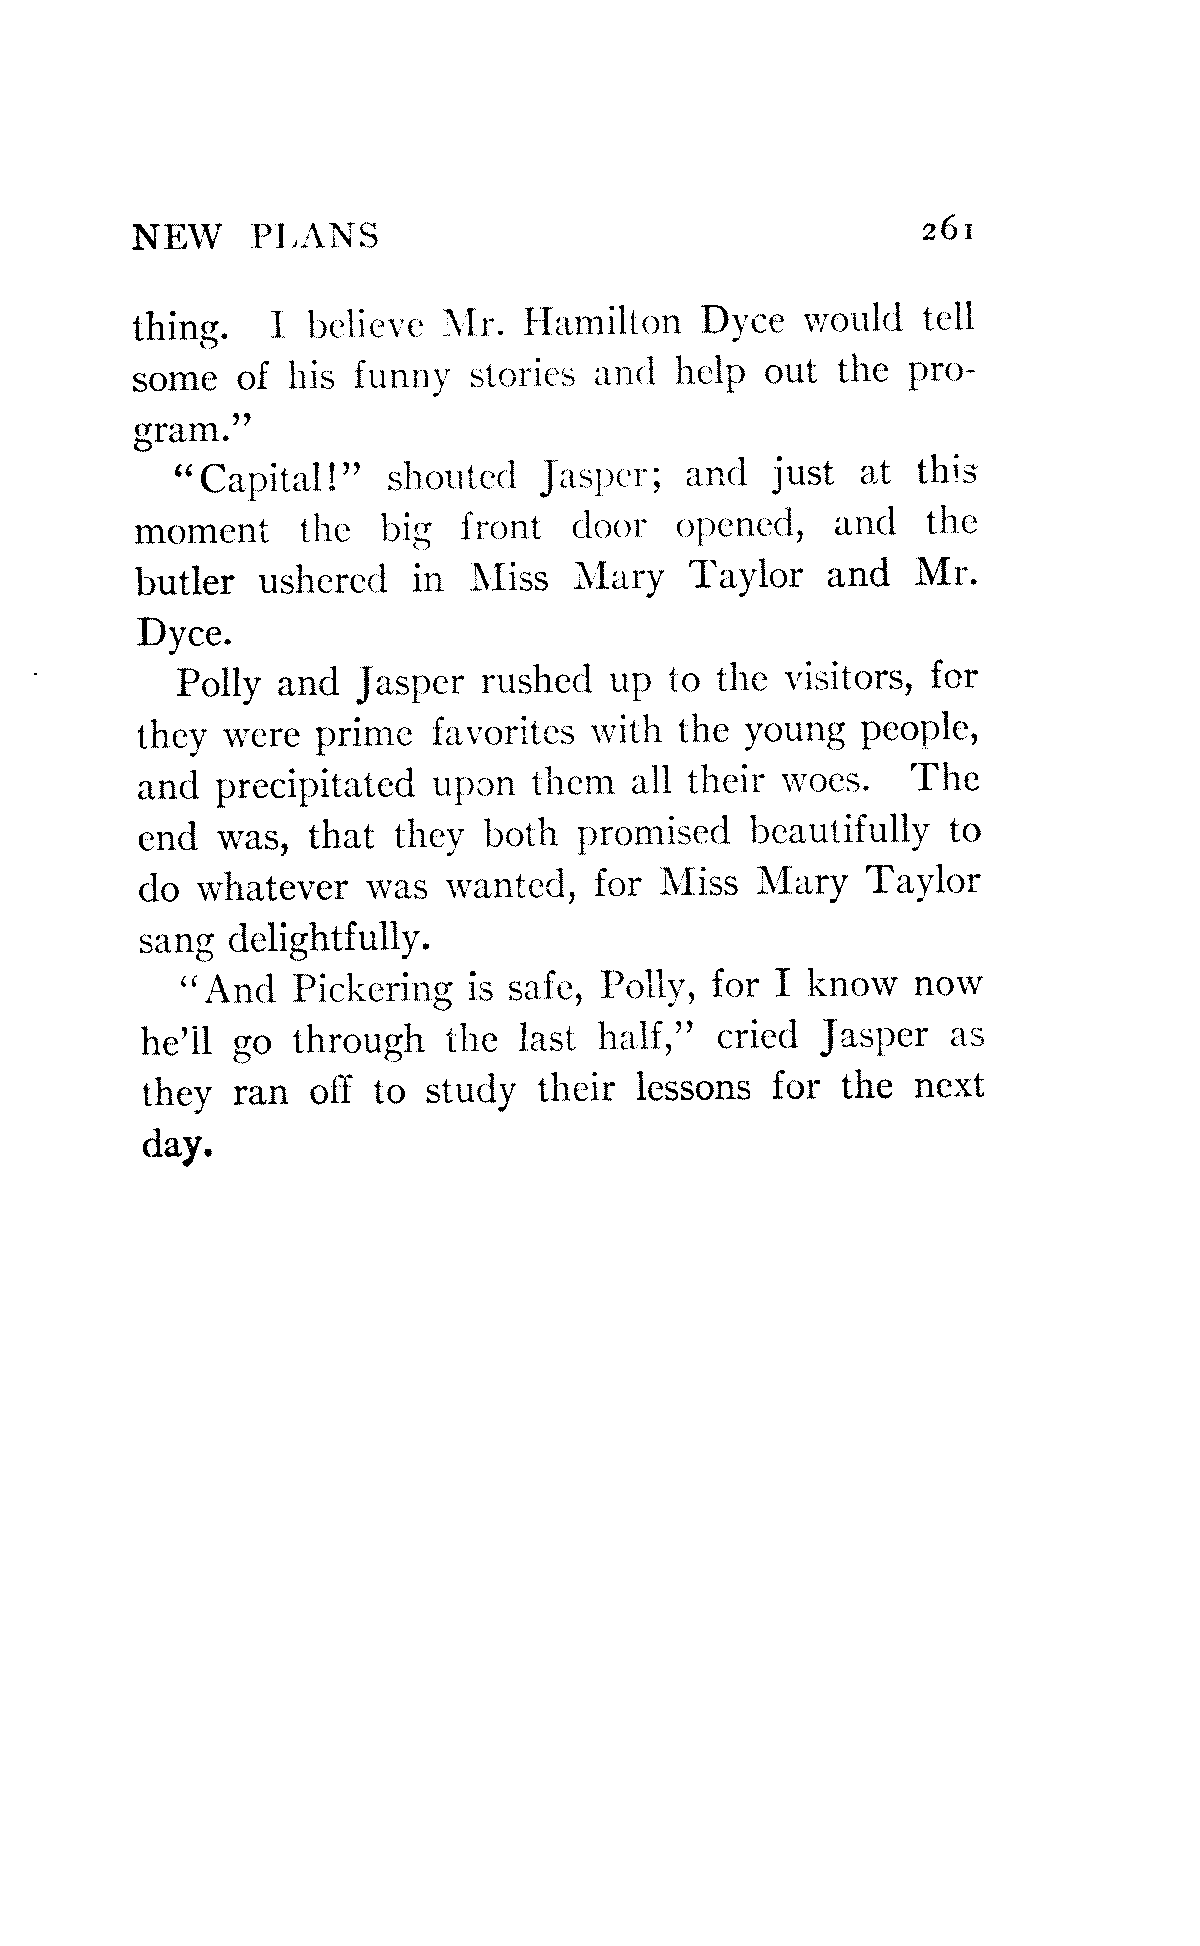 NEW PLANS 261
thing. I believe Mr. Hamilton Dyce would tell
some of his funny stories and help out the pro-
gram."
"Capital!" shouted Jasper; and just at this
moment the big front door opened, and the
butler ushered in Miss Mary Taylor and Mr.
Dyce.
Polly and Jasper rushed up to the visitors, for
they were prime favorites with the young people,
and precipitated upon them all their woes. The
end was, that they both promised beautifully to
do whatever was wanted, for Miss Mary Taylor
sang delightfully.
"And Pickering is safe, Polly, for I know now
he'll go through the last half," cried Jasper as
they ran off to study their lessons for the next
day.